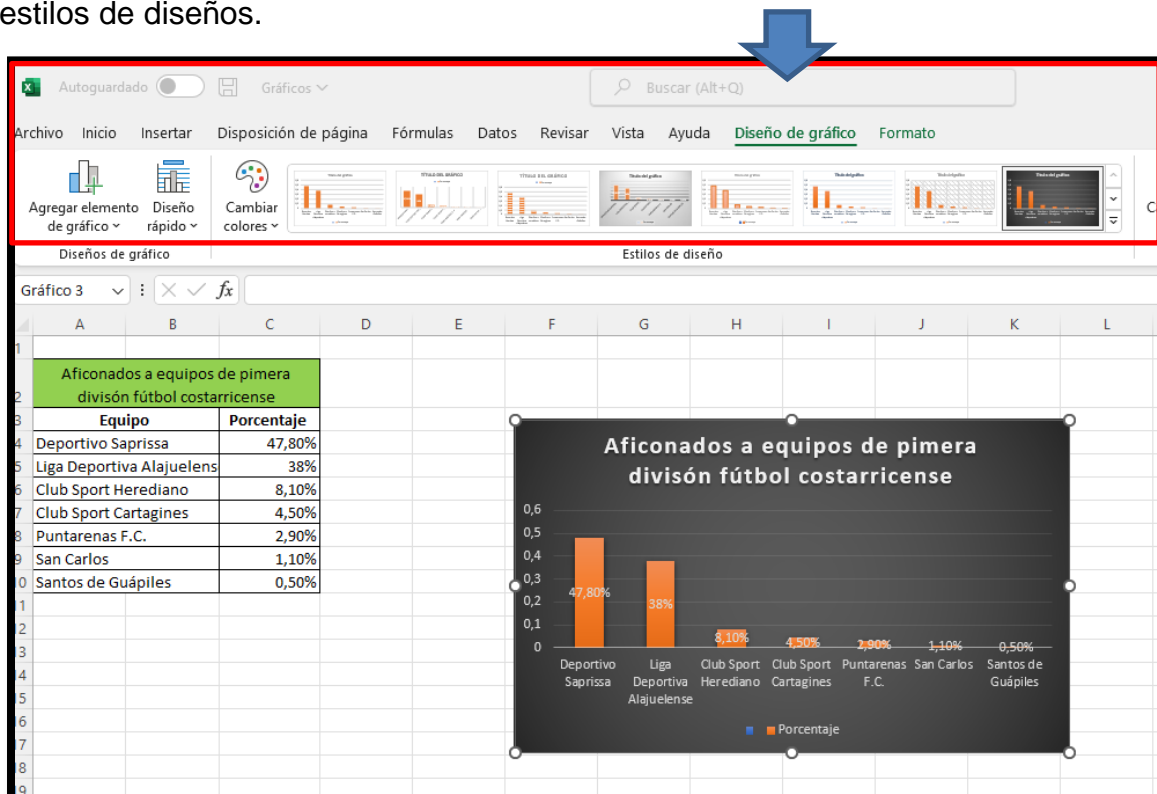 estilos de diseños.
Autoguardado
Gráficos
Buscar (Alt+Q)
Archivo Inicio Insertar Disposición de página Fórmulas Datos Revisar Vista Ayuda Diseño de gráfico Formato
Agregar elemento
de gráfico
Diseño
rápido
Cambiar
colores
Diseños de gráfico
Estilos de diseño
Gráfico 3
fx
A B C D E F G H I J K L
Aficonados a equipos de pimera
divisón fútbol costarricense
Equipo Porcentaje
4 Deportivo Saprissa 47,80%
5 Liga Deportiva Alajuelens 38%
6 Club Sport Herediano 8,10%
7 Club Sport Cartagines 4,50%
8 Puntarenas F.C. 2,90%
9 San Carlos 1,10%
Santos de Guápiles 0,50%
Aficonados a equipos de pimera
divisón fútbol costarricense
0,6
0,5
0,4
0,3
0,2
0,1
0
47,80% 38% 8,10% 4,50% 2,90% 1,10% 0,50%
Deportivo
Saprissa
Liga
Deportiva
Alajuelense
Club Sport
Herediano
Club Sport
Cartagines
Puntarenas
F.C.
San Carlos
Santos de
Guápiles
Porcentaje